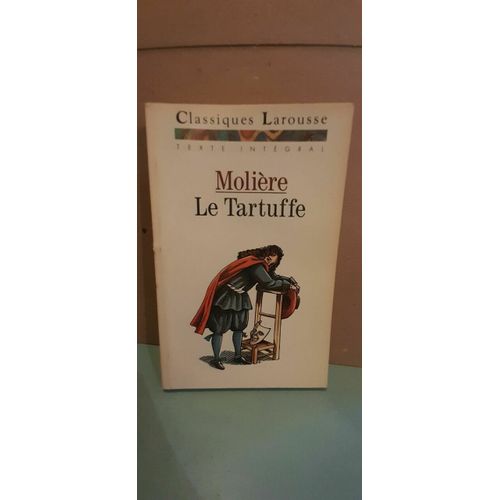 Classiques Larousse
TEXTE INTÉGRAL
Molière
Le Tartuffe